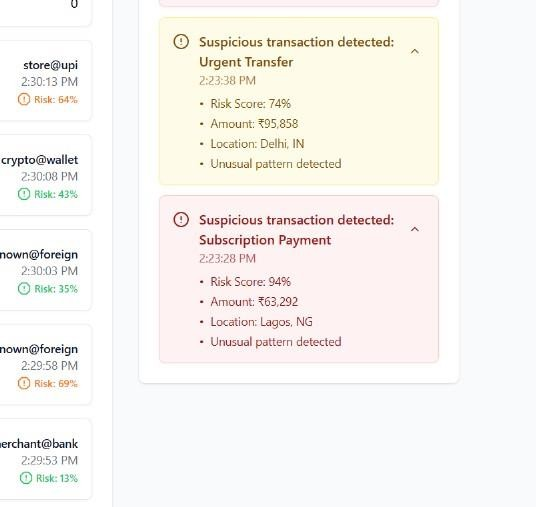 0
store@upi
2:30:13 PM
Risk: 64%
crypto@wallet
2:30:08 PM
Risk: 43%
nown@foreign
2:30:03 PM
Risk: 35%
nown@foreign
2:29:58 PM
Risk: 69%
erchant@bank
2:29:53 PM
Risk: 13%
Suspicious transaction detected:
Urgent Transfer
2:23:38 PM
• Risk Score: 74%
• Amount: ₹95,858
• Location: Delhi, IN
• Unusual pattern detected
Suspicious transaction detected:
Subscription Payment
2:23:28 PM
• Risk Score: 94%
• Amount: ₹63,292
• Location: Lagos, NG
• Unusual pattern detected